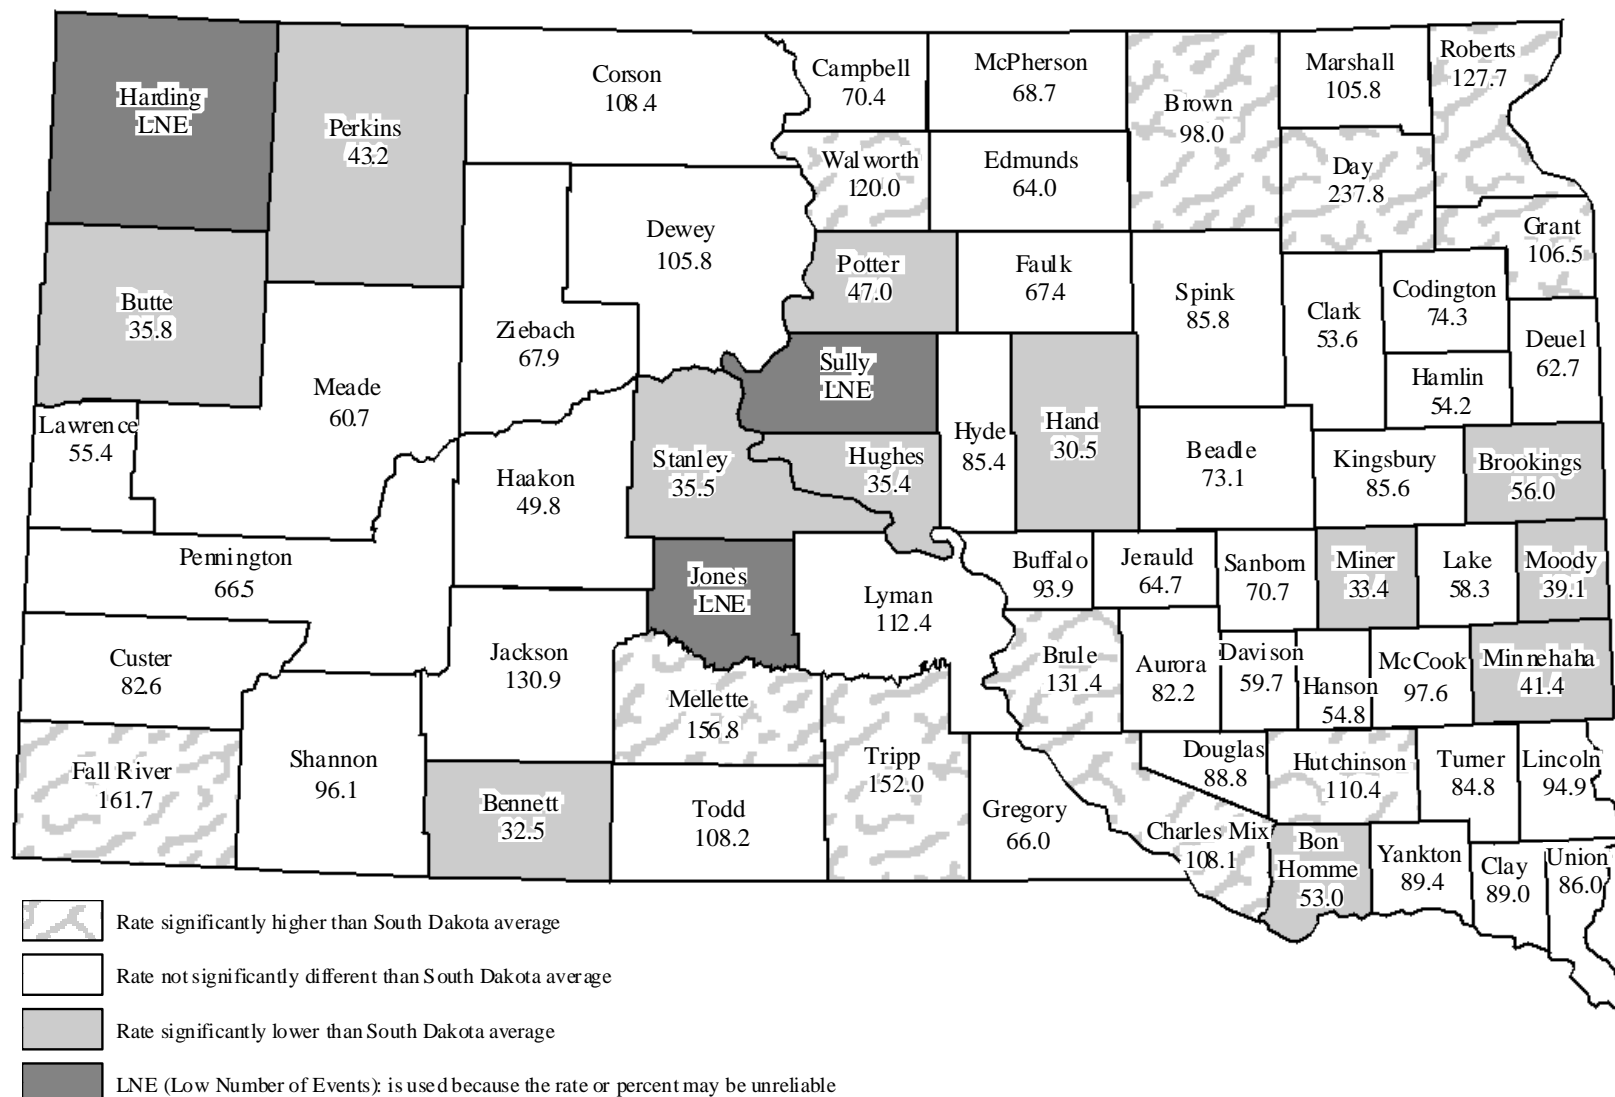 Harding
LNE
Perkins
43.2
Corson
108.4
Campbell
70.4
McPherson
68.7
Brown
98.0
Marshall
105.8
Roberts
127.7
Walworth
120.0
Edmunds
64.0
Day
237.8
Grant
106.5
Butte
35.8
Dewey
105.8
Potter
47.0
Faulk
67.4
Spink
85.8
Clark
53.6
Codington
74.3
Deuel
62.7
Ziebach
67.9
Meade
60.7
Sully
LNE
Hamlin
54.2
Lawrence
55.4
Haakon
49.8
Stanley
35.5
Hughes
35.4
Hyde
85.4
Hand
30.5
Beadle
73.1
Kingsbury
85.6
Brookings
56.0
Pennington
66.5
Jones
LNE
Lyman
112.4
Buffalo
93.9
Jerauld
64.7
Sanborn
70.7
Miner
33.4
Lake
58.3
Moody
39.1
Custer
82.6
Jackson
130.9
Mellette
156.8
Brule
131.4
Aurora
82.2
Davison
59.7
Hanson
54.8
McCook
97.6
Minnehaha
41.4
Fall River
161.7
Shannon
96.1
Bennett
32.5
Todd
108.2
Tripp
152.0
Gregory
66.0
Douglas
88.8
Hutchinson
110.4
Turner
84.8
Lincoln
94.9
Charles Mix
108.1
Bon
Homme
53.0
Yankton
89.4
Clay
89.0
Union
86.0
Rate significantly higher than South Dakota average
Rate not significantly different than South Dakota average
Rate significantly lower than South Dakota average
LNE (Low Number of Events): is used because the rate or percent may be unreliable